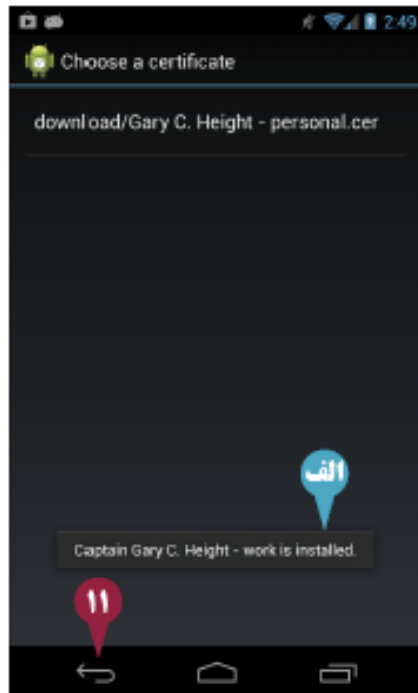 2:49
Choose a certificate
download/Gary C. Height - personal.cer
الف
Captain Gary C. Height - work is installed.
۱۱